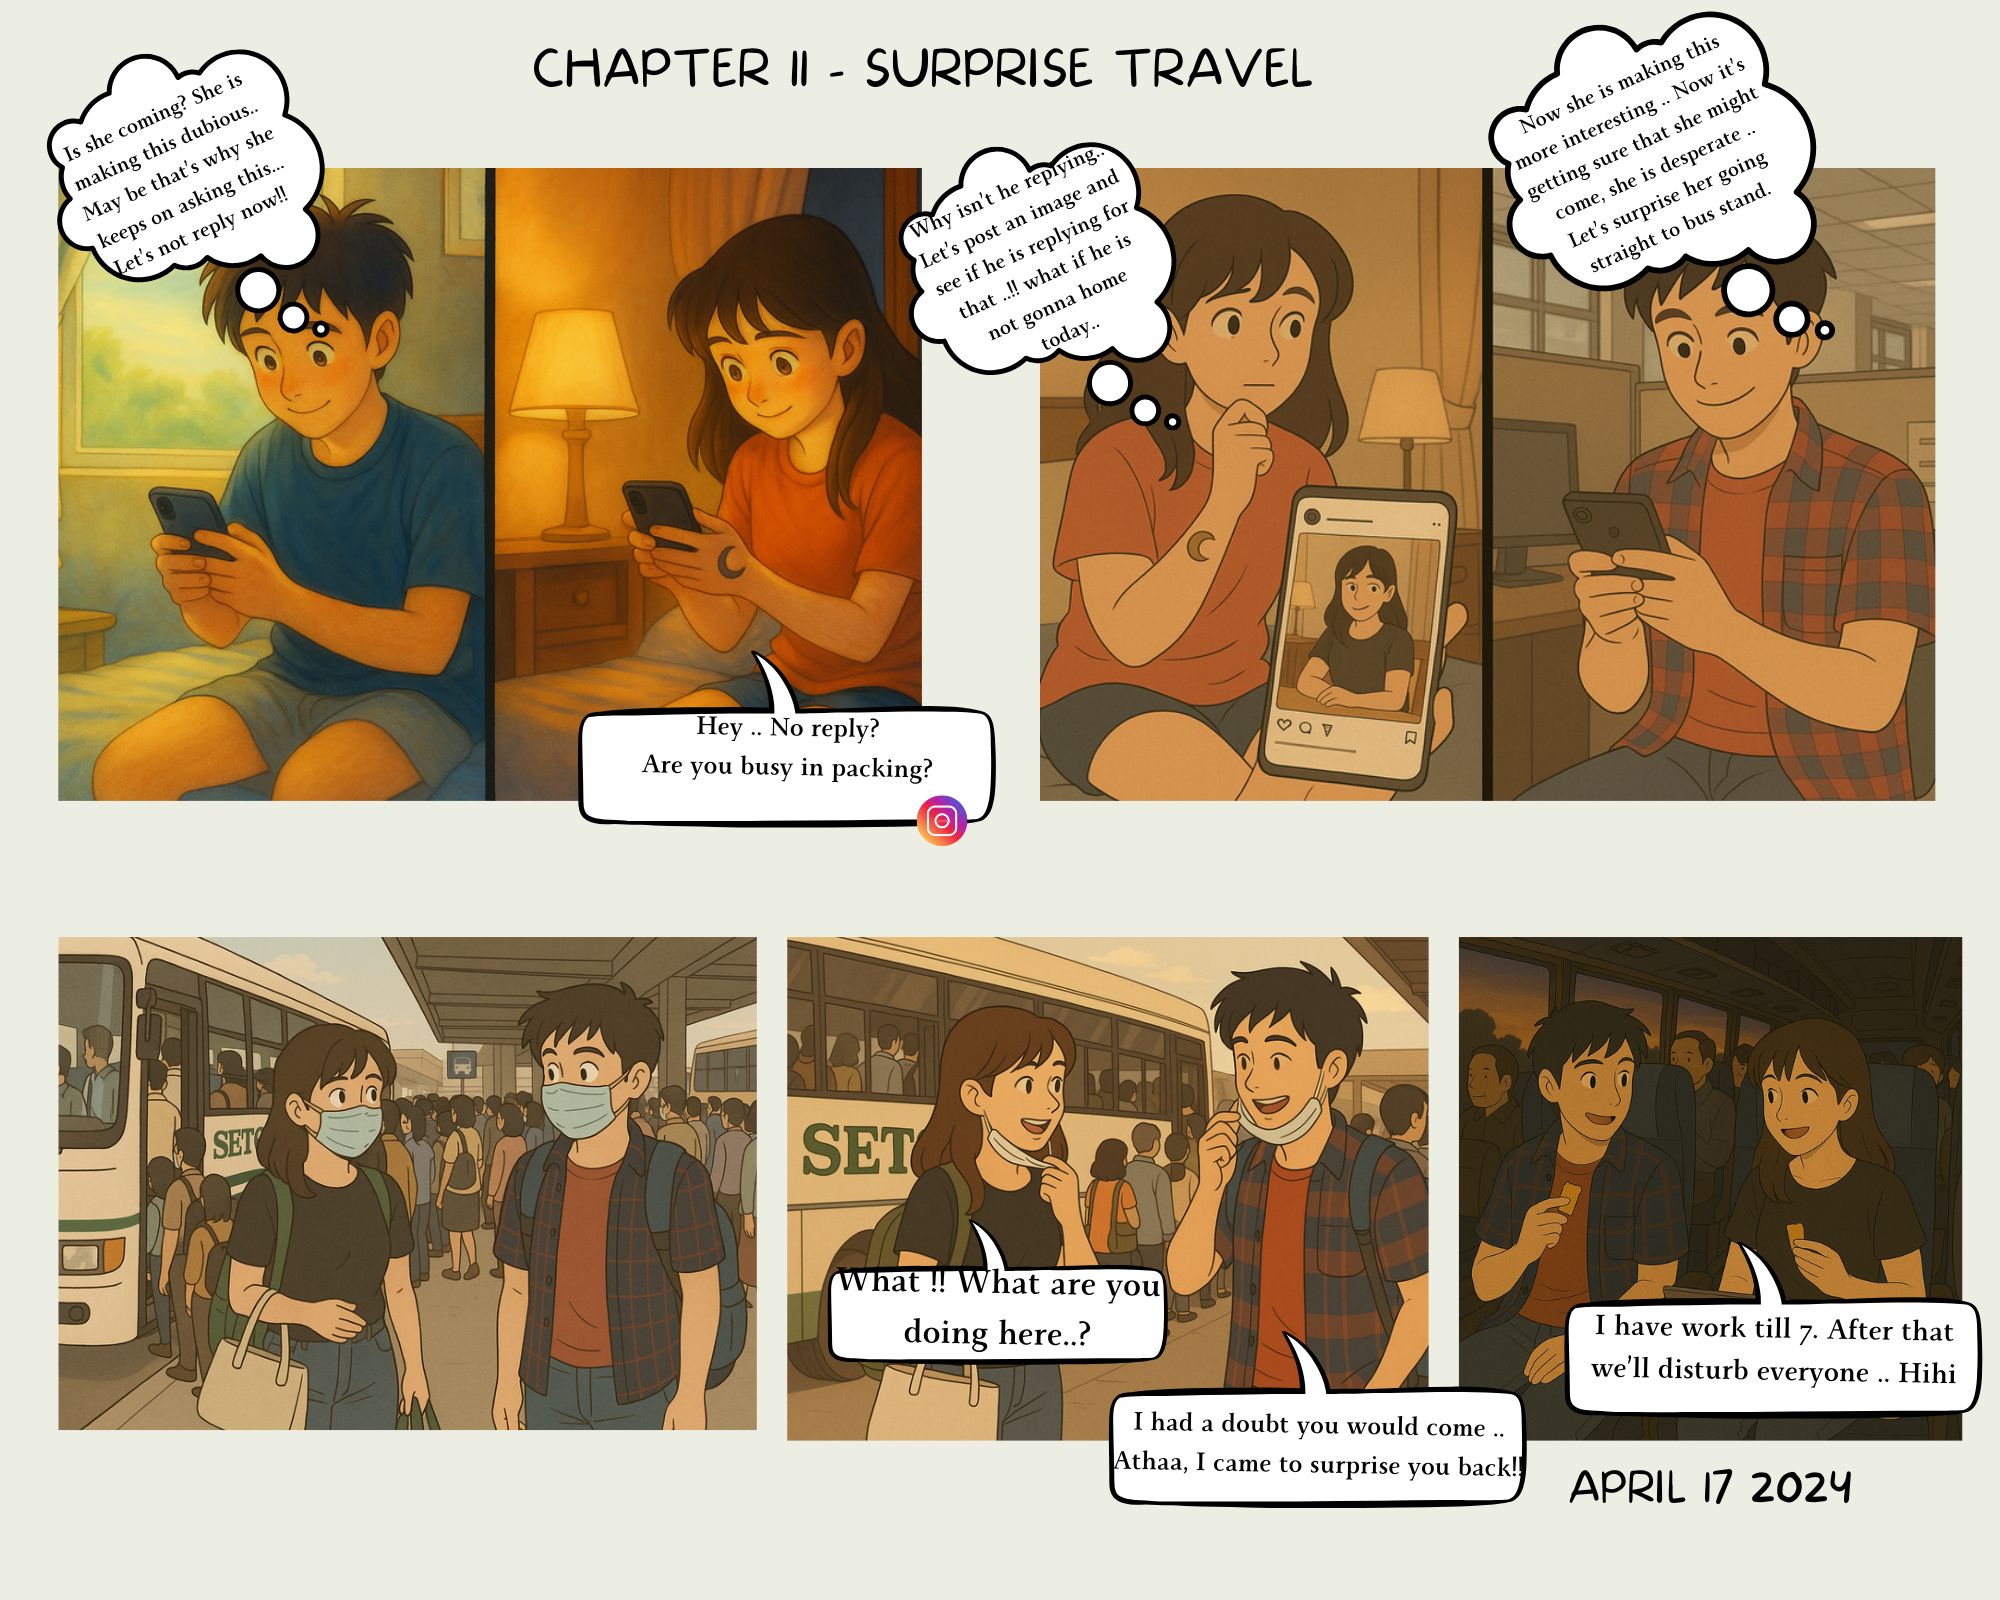 CHAPTER II - SURPRISE TRAVEL
Is she coming? She is
making this dubious..
May be that's why she
keeps on asking this...
Let's not reply now!!
Hey .. No reply?
Are you busy in packing?
Why isn't he replying..
Let's post an image and
see if he is replying for
that ..!! what if he is
not gonna home
today..
Now she is making this
more interesting .. Now it's
getting sure that she might
come, she is desperate ..
Let's surprise her going
straight to bus stand.
SETC
SET
What !! What are you
doing here..?
I had a doubt you would come ..
Athaa, I came to surprise you back!!
I have work till 7. After that
we'll disturb everyone .. Hihi
APRIL 17 2024